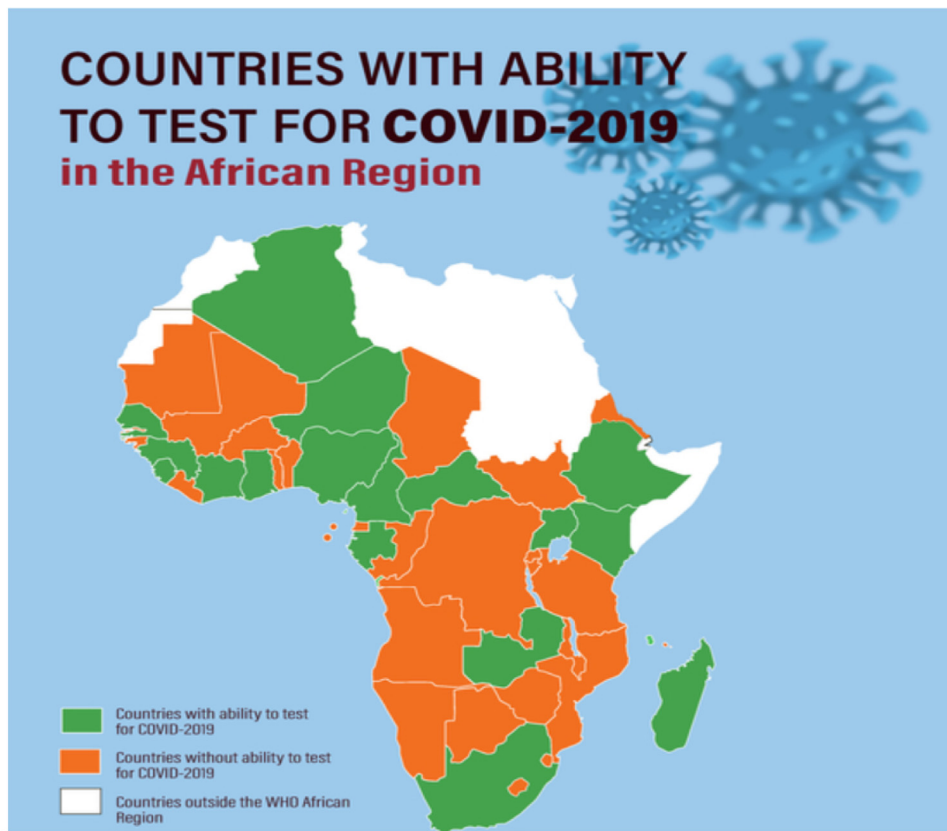 COUNTRIES WITH ABILITY
TO TEST FOR COVID-2019
in the African Region
Countries with ability to test
for COVID-2019
Countries without ability to test
for COVID-2019
Countries outside the WHO African
Region